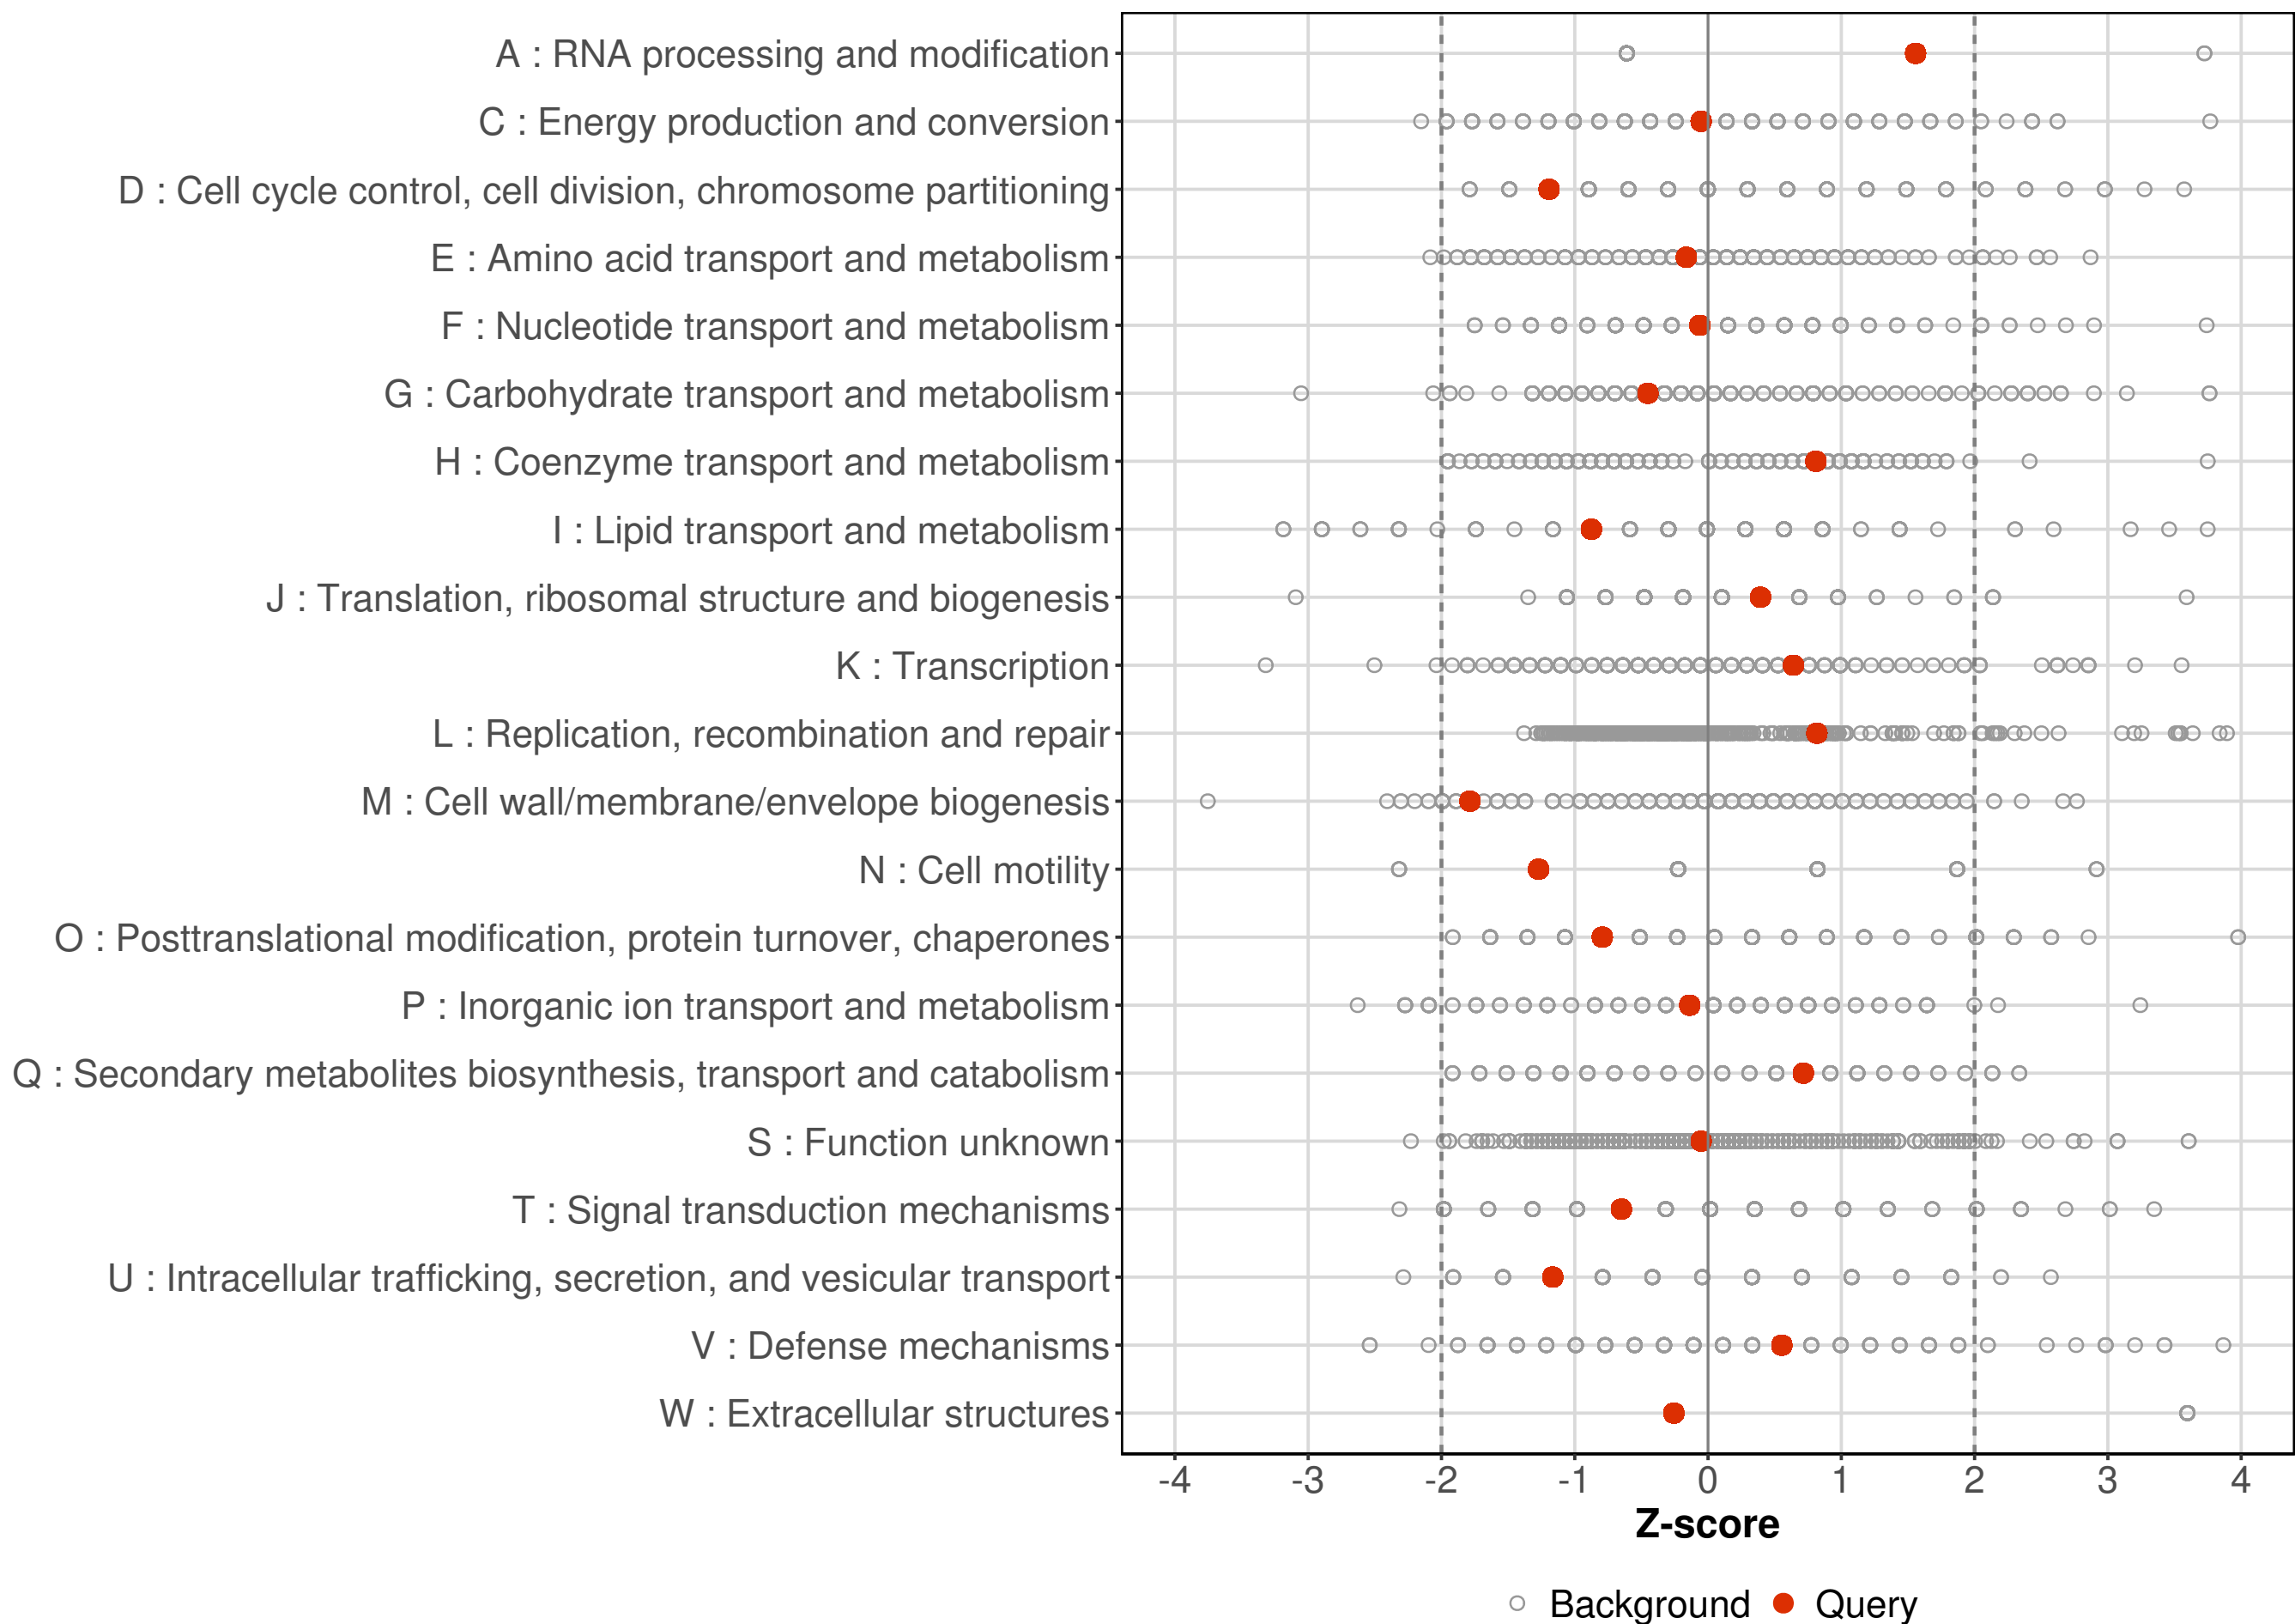 A : RNA processing and modification
C : Energy production and conversion
D : Cell cycle control, cell division, chromosome partitioning
E : Amino acid transport and metabolism
F : Nucleotide transport and metabolism
G : Carbohydrate transport and metabolism
H : Coenzyme transport and metabolism
I : Lipid transport and metabolism
J : Translation, ribosomal structure and biogenesis
K : Transcription
L : Replication, recombination and repair
M : Cell wall/membrane/envelope biogenesis
N : Cell motility
O : Posttranslational modification, protein turnover, chaperones
P : Inorganic ion transport and metabolism
Q : Secondary metabolites biosynthesis, transport and catabolism
S : Function unknown
T : Signal transduction mechanisms
U : Intracellular trafficking, secretion, and vesicular transport
V : Defense mechanisms
W : Extracellular structures
-4 -3 -2 -1 0 1 2 3 4
Z-score
Background Query